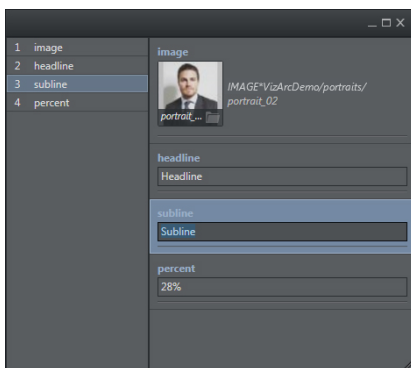 1 image
2 headline
3 subline
4 percent
image
IMAGE*VizArcDemo/portraits/
portrait_02
portrait_...
headline
Headline
subline
Subline
percent
28%